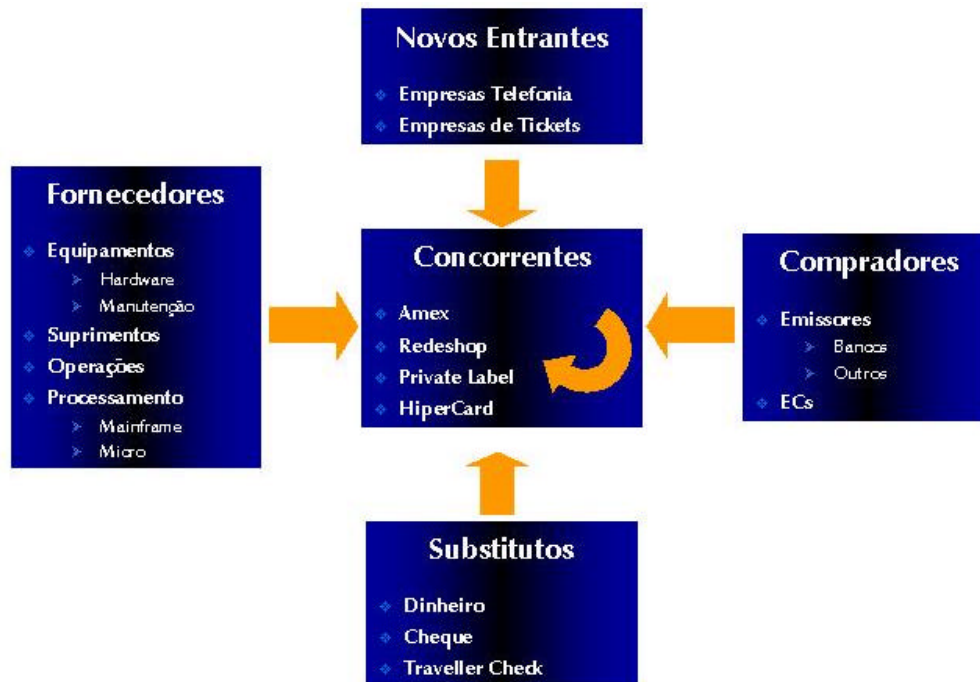 Novos Entrantes
Empresas Telefonia
Empresas de Tickets
Fornecedores
Equipamentos
Hardware
Manutenção
Suprimentos
Operações
Processamento
Mainframe
Micro
Concorrentes
Amex
Redeshop
Private Label
HiperCard
Compradores
Emissores
Bancos
Outros
ECs
Substitutos
Dinheiro
Cheque
Traveller Check